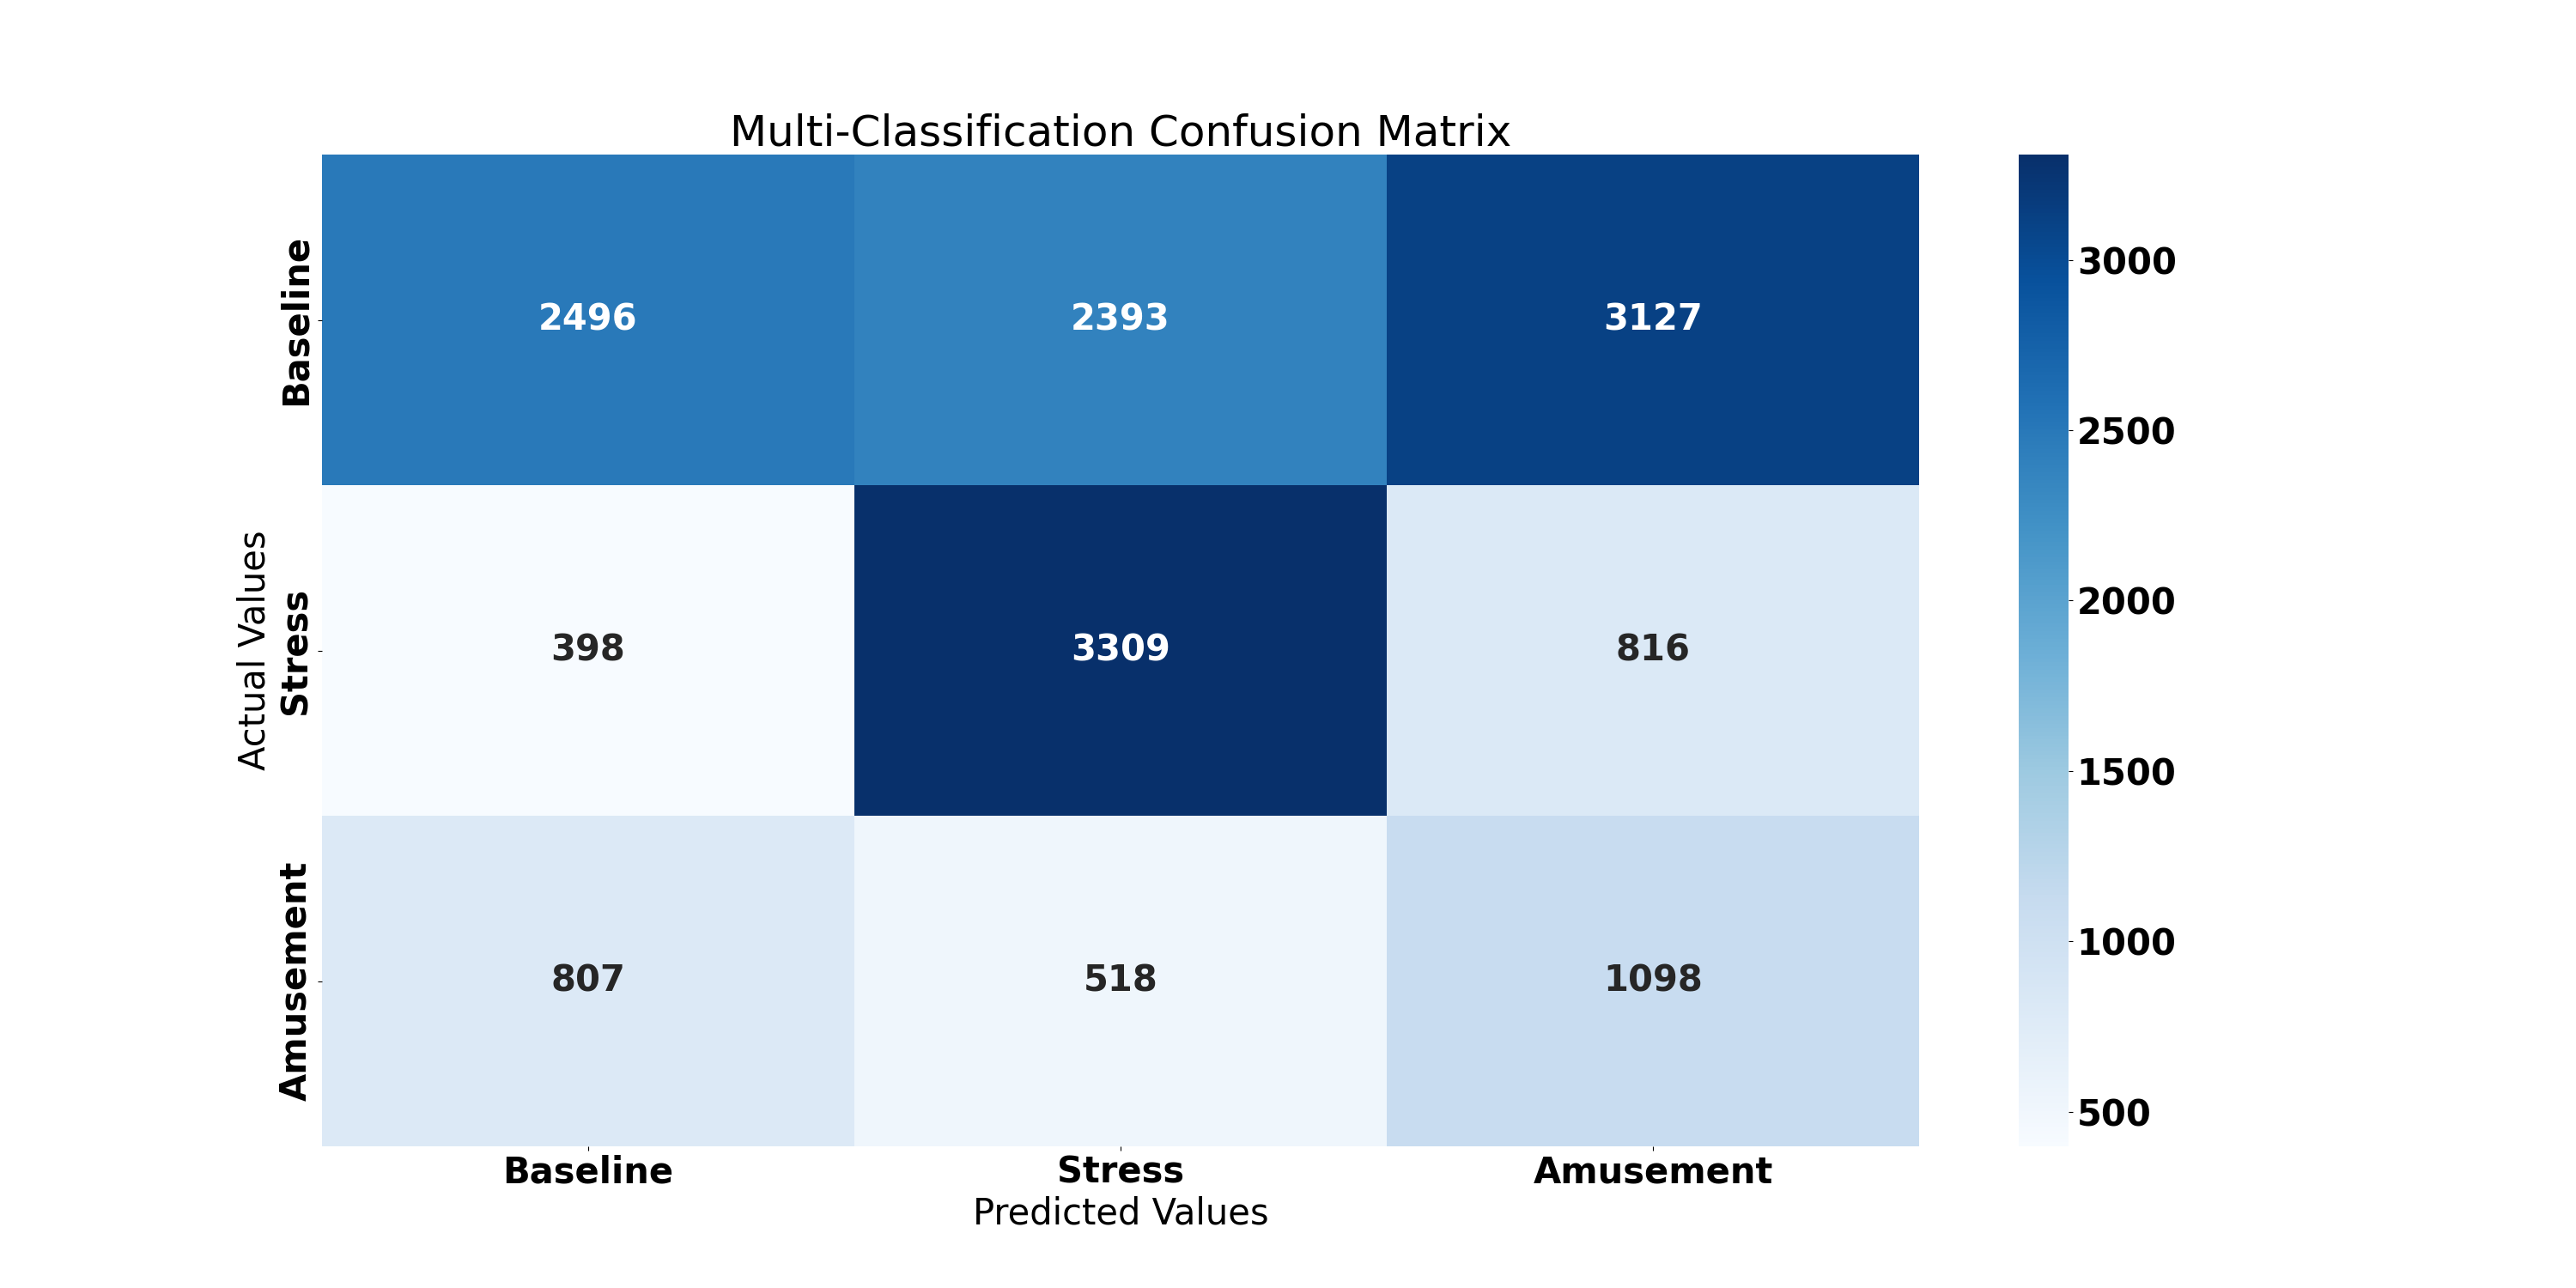 Multi-Classification Confusion Matrix
Actual Values
Baseline
2496 2393 3127
Stress
398 3309 816
Amusement
807 518 1098
Baseline Stress Amusement
Predicted Values
3000
2500
2000
1500
1000
500